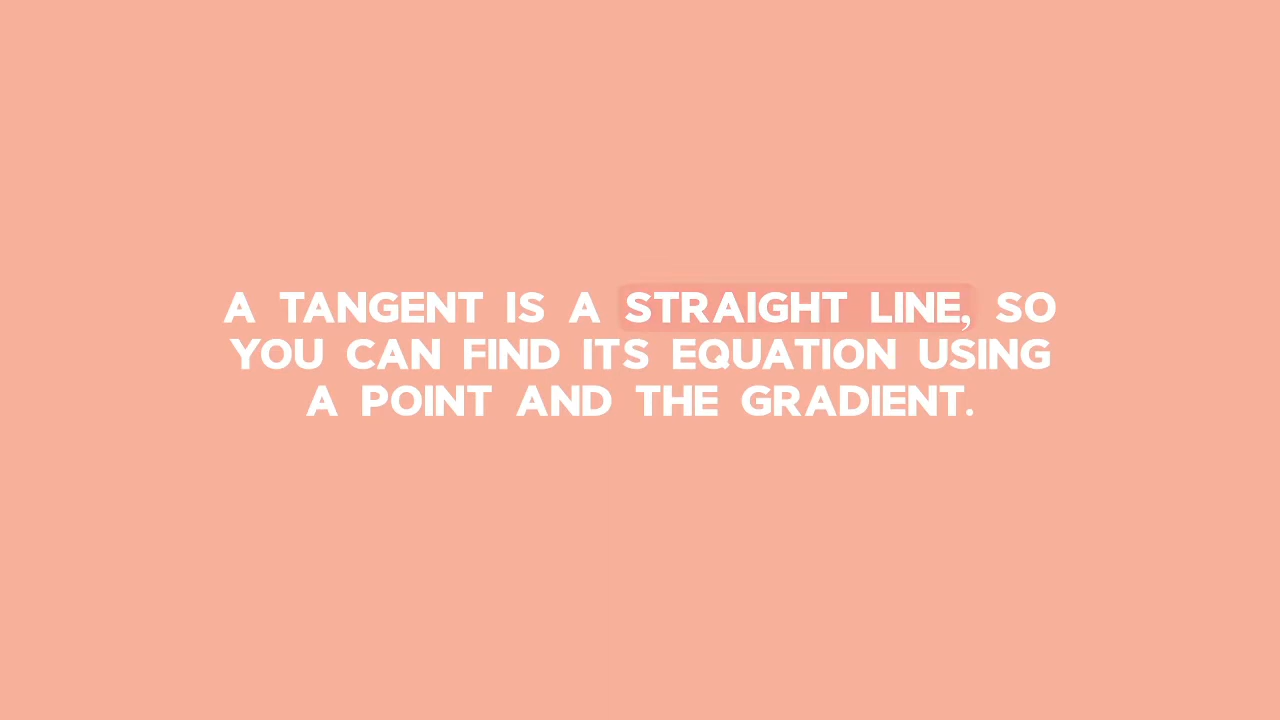 A TANGENT IS A STRAIGHT LINE, SO
YOU CAN FIND ITS EQUATION USING
A POINT AND THE GRADIENT.